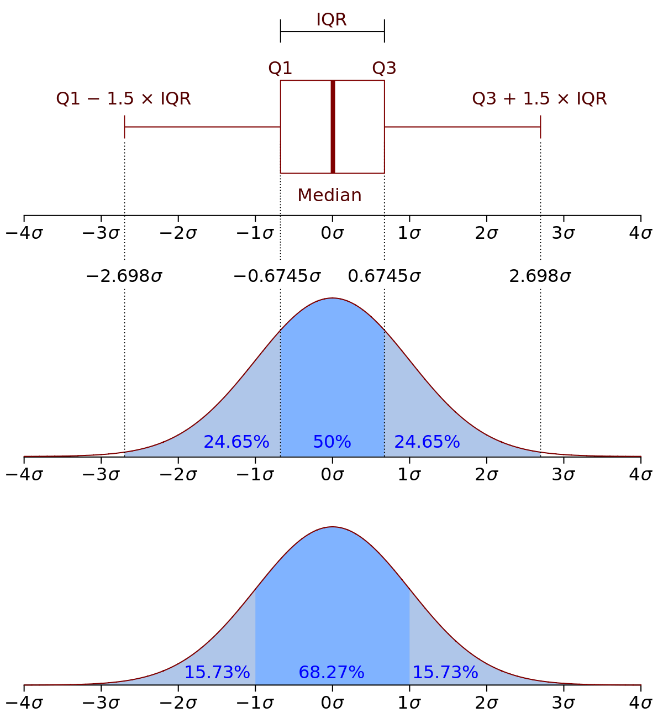 IQR
Q1 Q3
Q1 − 1.5 × IQR Q3 + 1.5 × IQR
Median
−4σ −3σ −2σ −1σ 0σ 1σ 2σ 3σ 4σ
−2.698σ −0.6745σ 0.6745σ 2.698σ
24.65% 50% 24.65%
−4σ −3σ −2σ −1σ 0σ 1σ 2σ 3σ 4σ
15.73% 68.27% 15.73%
−4σ −3σ −2σ −1σ 0σ 1σ 2σ 3σ 4σ